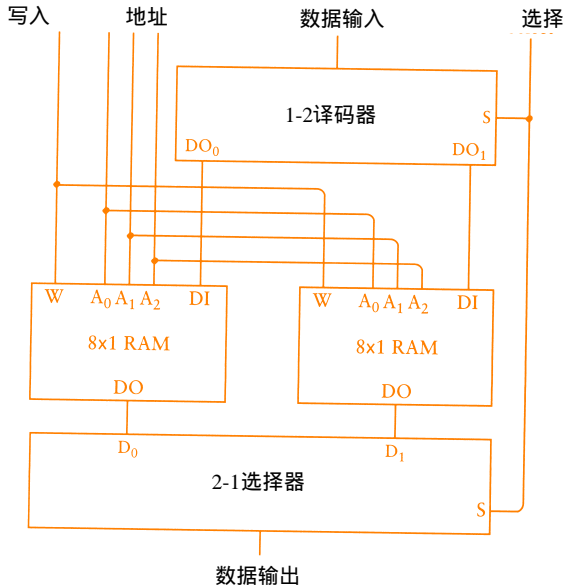 写入 地址 数据输入 选择
1-2译码器
S
DO₀ DO₁
W A₀ A₁ A₂ DI W A₀ A₁ A₂ DI
8x1 RAM 8x1 RAM
DO DO
D₀ D₁
2-1选择器
S
数据输出